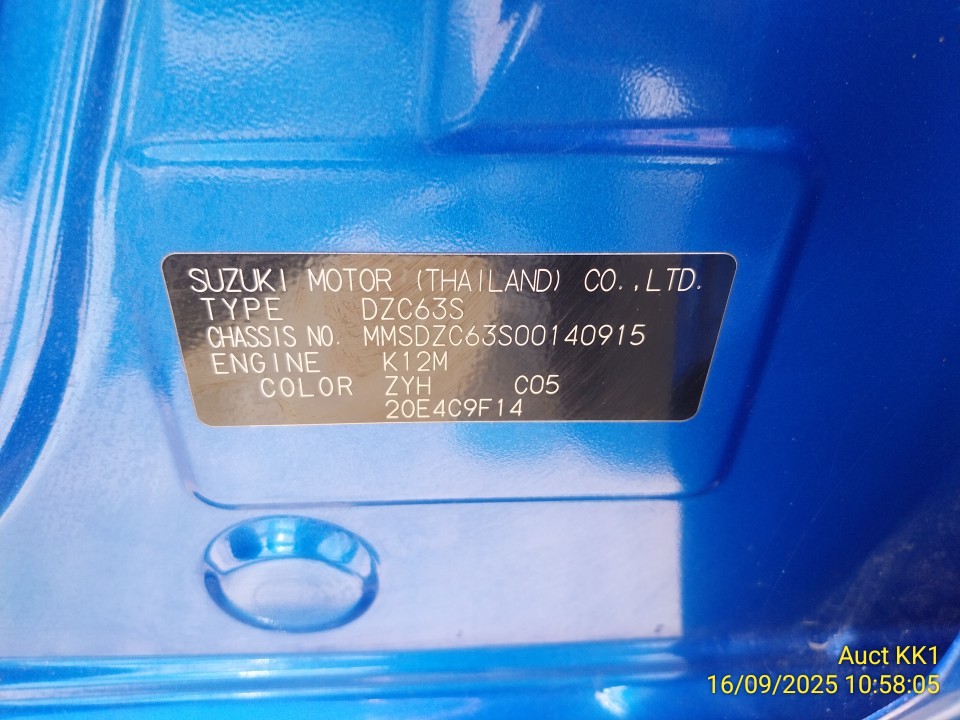 SUZUKI MOTOR (THAILAND) CO.,LTD.
TYPE DZC63S
CHASSIS NO. MMSDZC63S00140915
ENGINE K12M
COLOR ZYH C05
20E4C9F14
Auct KK1
16/09/2025 10:58:05